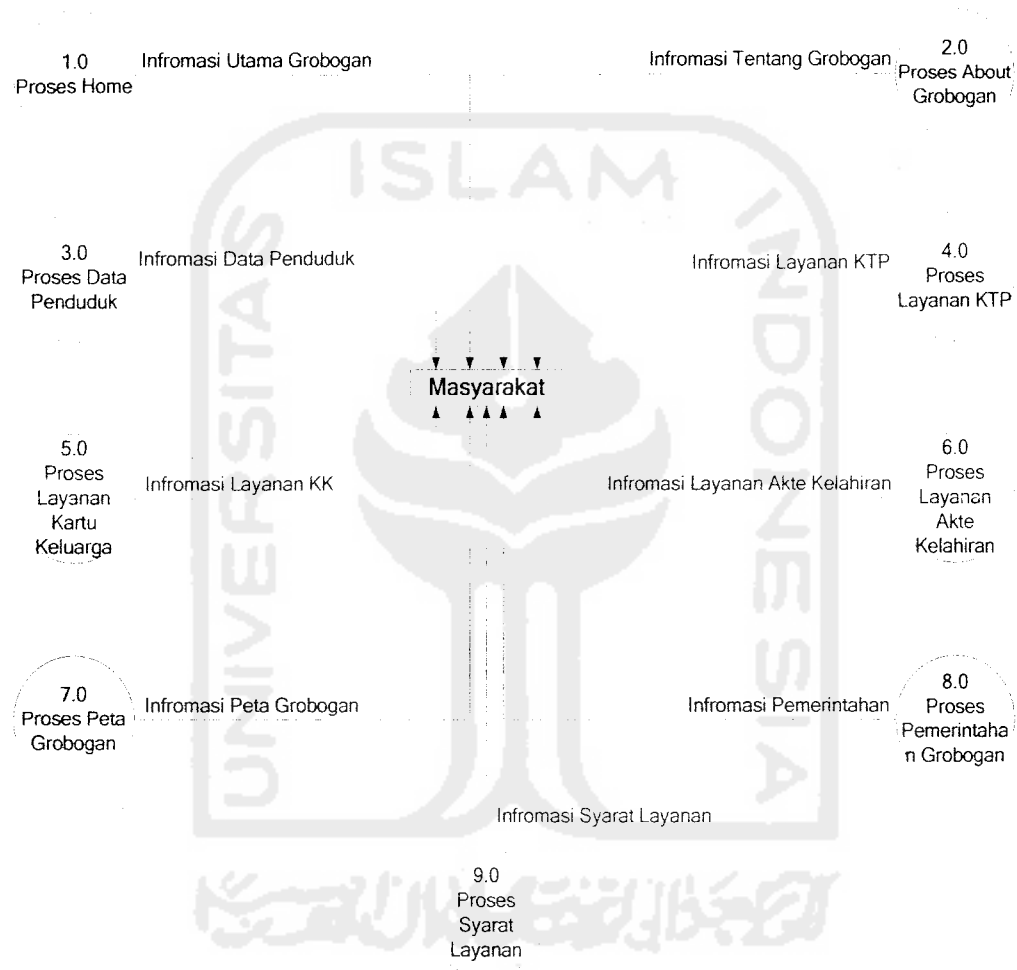 1.0
Proses Home
Infromasi Utama Grobogan
Infromasi Tentang Grobogan
2.0
Proses About
Grobogan
ISLAM
UNIVERSITAS
INDONESIA
3.0
Proses Data
Penduduk
Infromasi Data Penduduk
Infromasi Layanan KTP
4.0
Proses
Layanan KTP
Masyarakat
5.0
Proses
Layanan
Kartu
Keluarga
Infromasi Layanan KK
Infromasi Layanan Akte Kelahiran
6.0
Proses
Layanan
Akte
Kelahiran
7.0
Proses Peta
Grobogan
Infromasi Peta Grobogan
Infromasi Pemerintahan
8.0
Proses
Pemerintaha
n Grobogan
Infromasi Syarat Layanan
9.0
Proses
Syarat
Layanan